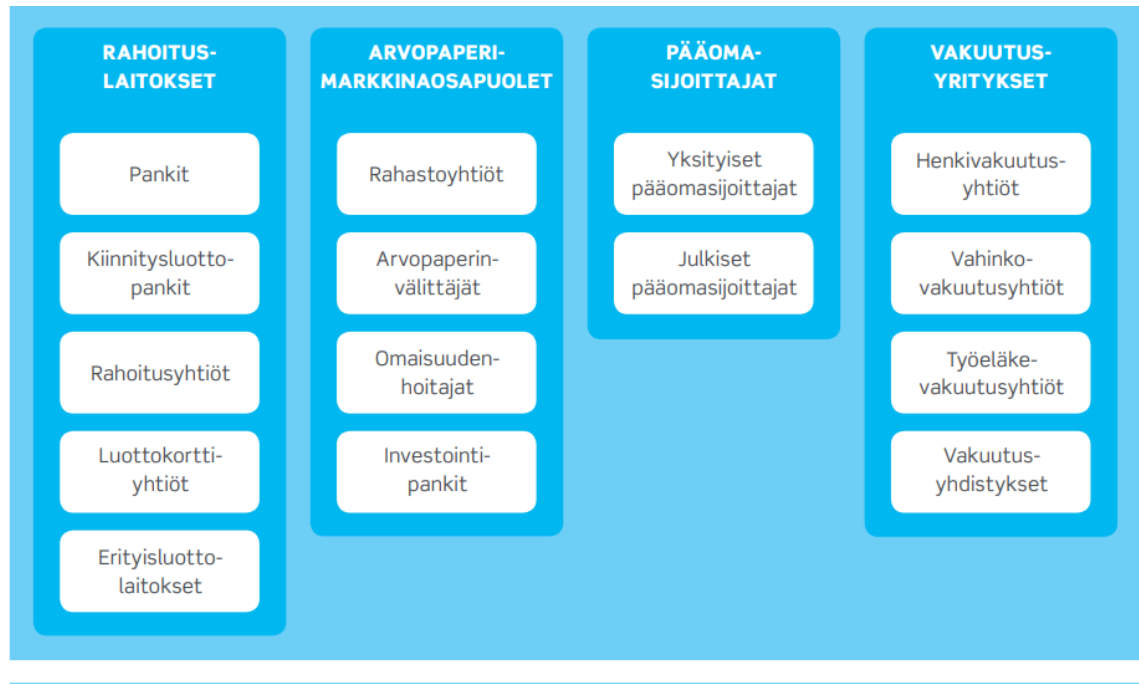 RAHOITUS-
LAITOKSET
Pankit
Kiinnitysluotto-
pankit
Rahoitusyhtiöt
Luottokortti-
yhtiöt
Erityisluotto-
laitokset
ARVOPAPERI-
MARKKINAOSAPUOLET
Rahastoyhtiöt
Arvopaperin-
välittäjät
Omaisuuden-
hoitajat
Investointi-
pankit
PÄÄOMA-
SIJOITTAJAT
Yksityiset
pääomasijoittajat
Julkiset
pääomasijoittajat
VAKUUTUS-
YRITYKSET
Henkivakuutus-
yhtiöt
Vahinko-
vakuutusyhtiöt
Työeläke-
vakuutusyhtiöt
Vakuutus-
yhdistykset